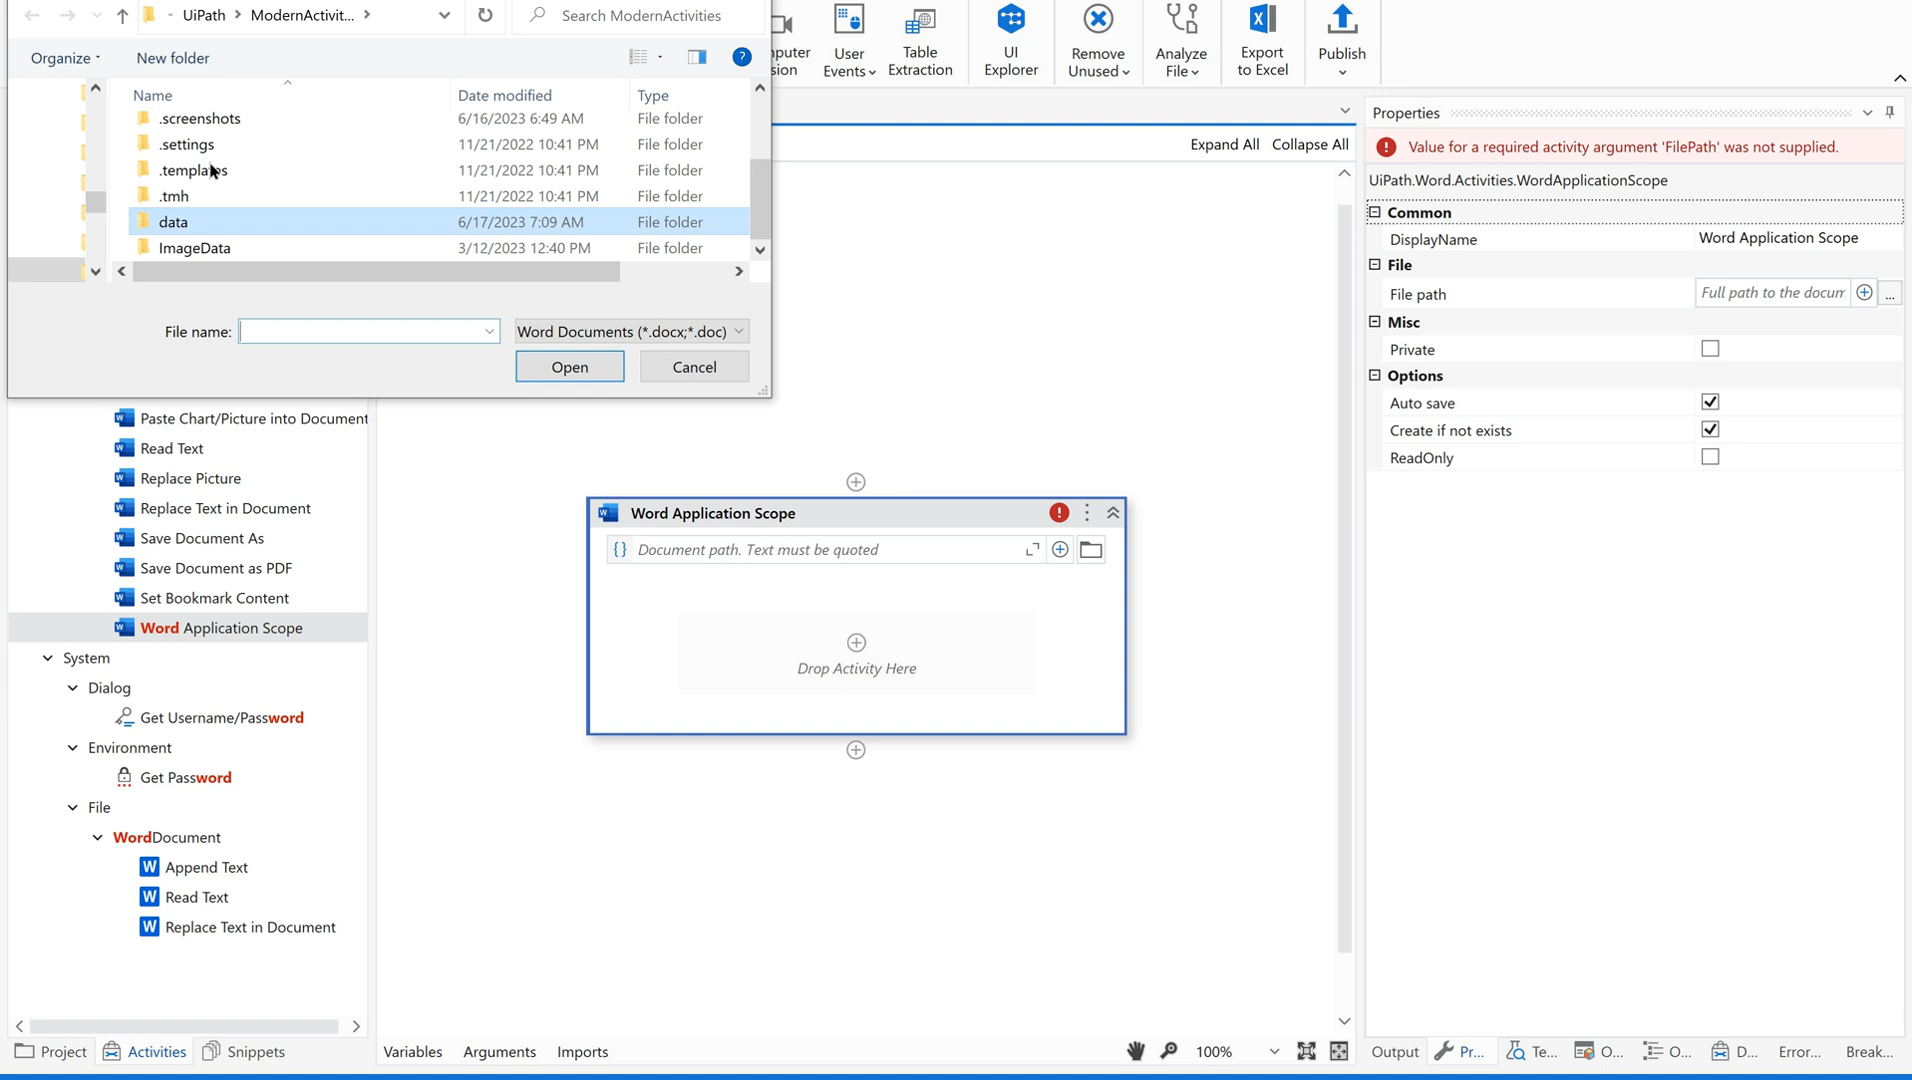 UiPath
ModernActivit...
Search ModernActivities
Organize
New folder
Name
Date modified
Type
.screenshots
6/16/2023 6:49 AM
File folder
.settings
11/21/2022 10:41 PM
File folder
.templates
11/21/2022 10:41 PM
File folder
.tmh
11/21/2022 10:41 PM
File folder
data
6/17/2023 7:09 AM
File folder
ImageData
3/12/2023 12:40 PM
File folder
File name:
Word Documents (*.docx;*.doc)
Open
Cancel
User
Events
Table
Extraction
UI
Explorer
Remove
Unused
Analyze
File
Export
to Excel
Publish
Expand All
Collapse All
Paste Chart/Picture into Document
Read Text
Replace Picture
Replace Text in Document
Save Document As
Save Document as PDF
Set Bookmark Content
Word Application Scope
System
Dialog
Get Username/Password
Environment
Get Password
File
WordDocument
Append Text
Read Text
Replace Text in Document
Project
Activities
Snippets
Word Application Scope
{ } Document path. Text must be quoted
Drop Activity Here
Variables
Arguments
Imports
100%
Properties
Value for a required activity argument 'FilePath' was not supplied.
UiPath.Word.Activities.WordApplicationScope
Common
DisplayName
Word Application Scope
File
File path
Full path to the docum
...
Misc
Private
Options
Auto save
Create if not exists
ReadOnly
Output
Pr...
Te...
O...
O...
D...
Error...
Break...